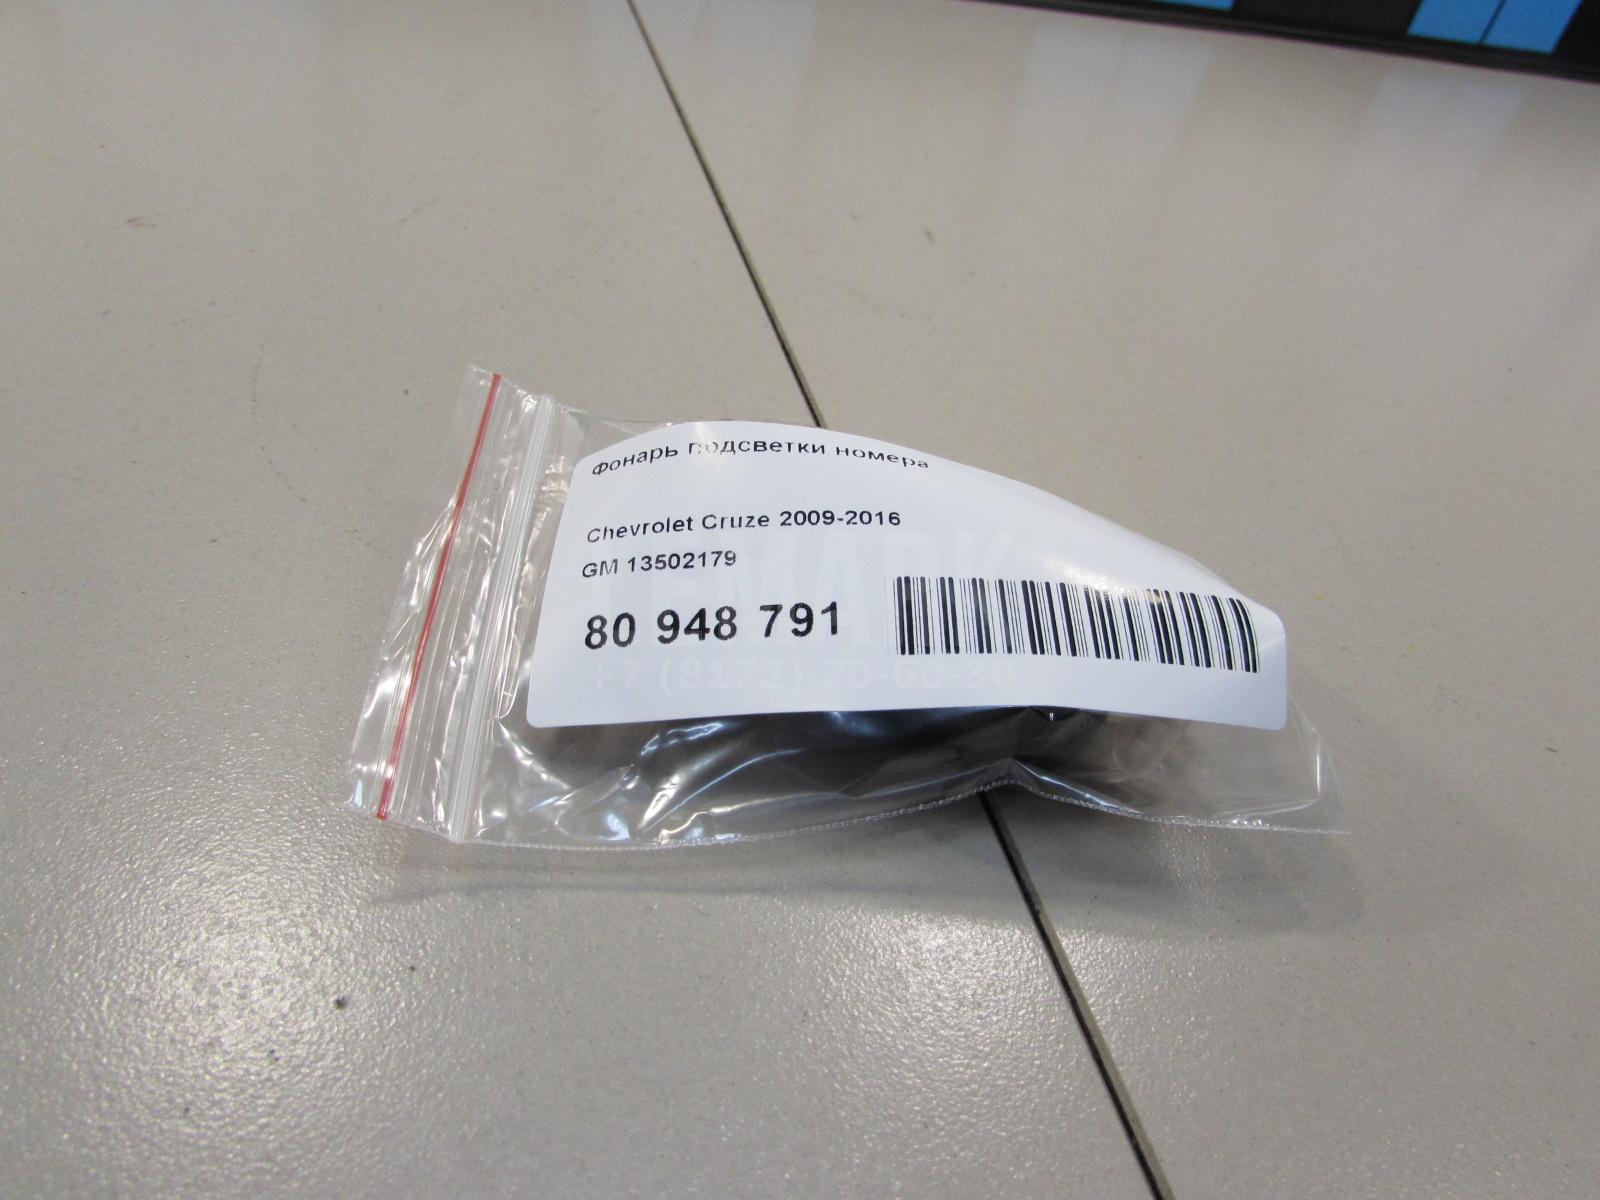 Фонарь подсветки номера
Chevrolet Cruze 2009-2016
GM 13502179
80 948 791
+7 (8172) 70-60-30